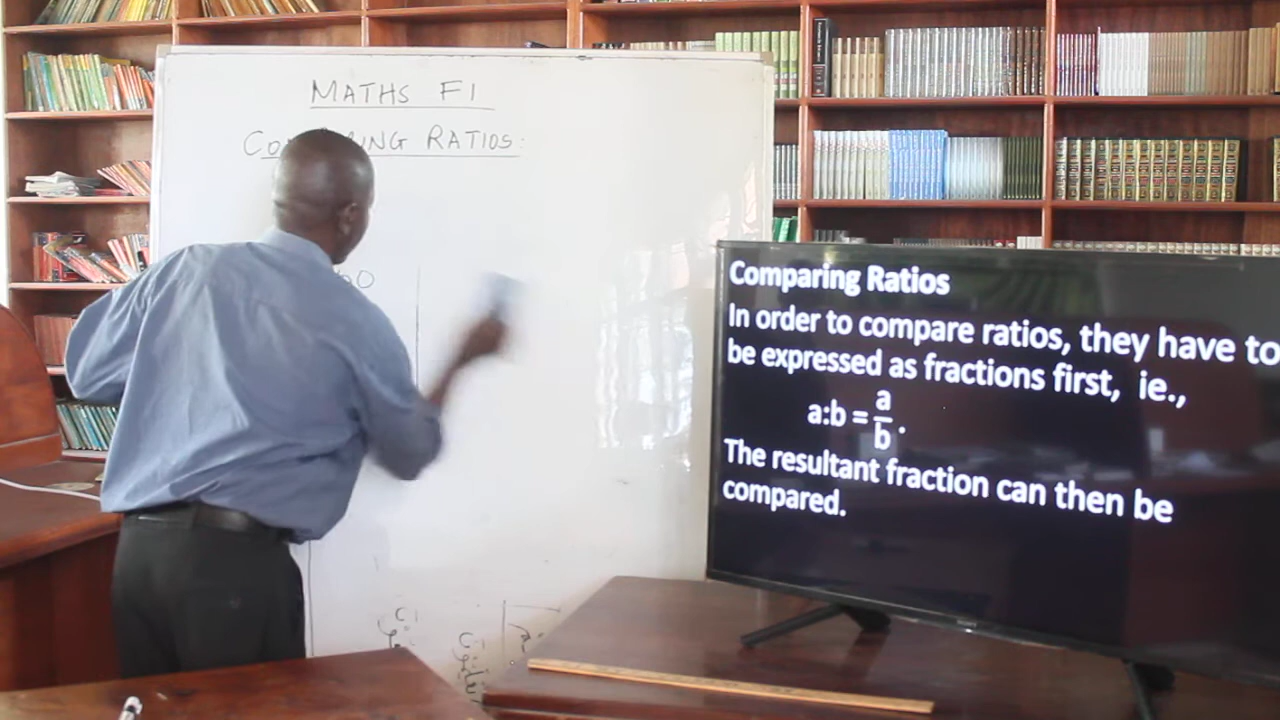 MATHS F1
RATIOS:
Comparing Ratios
In order to compare ratios, they have to
be expressed as fractions first, ie.,
a:b = a/b .
The resultant fraction can then be
compared.